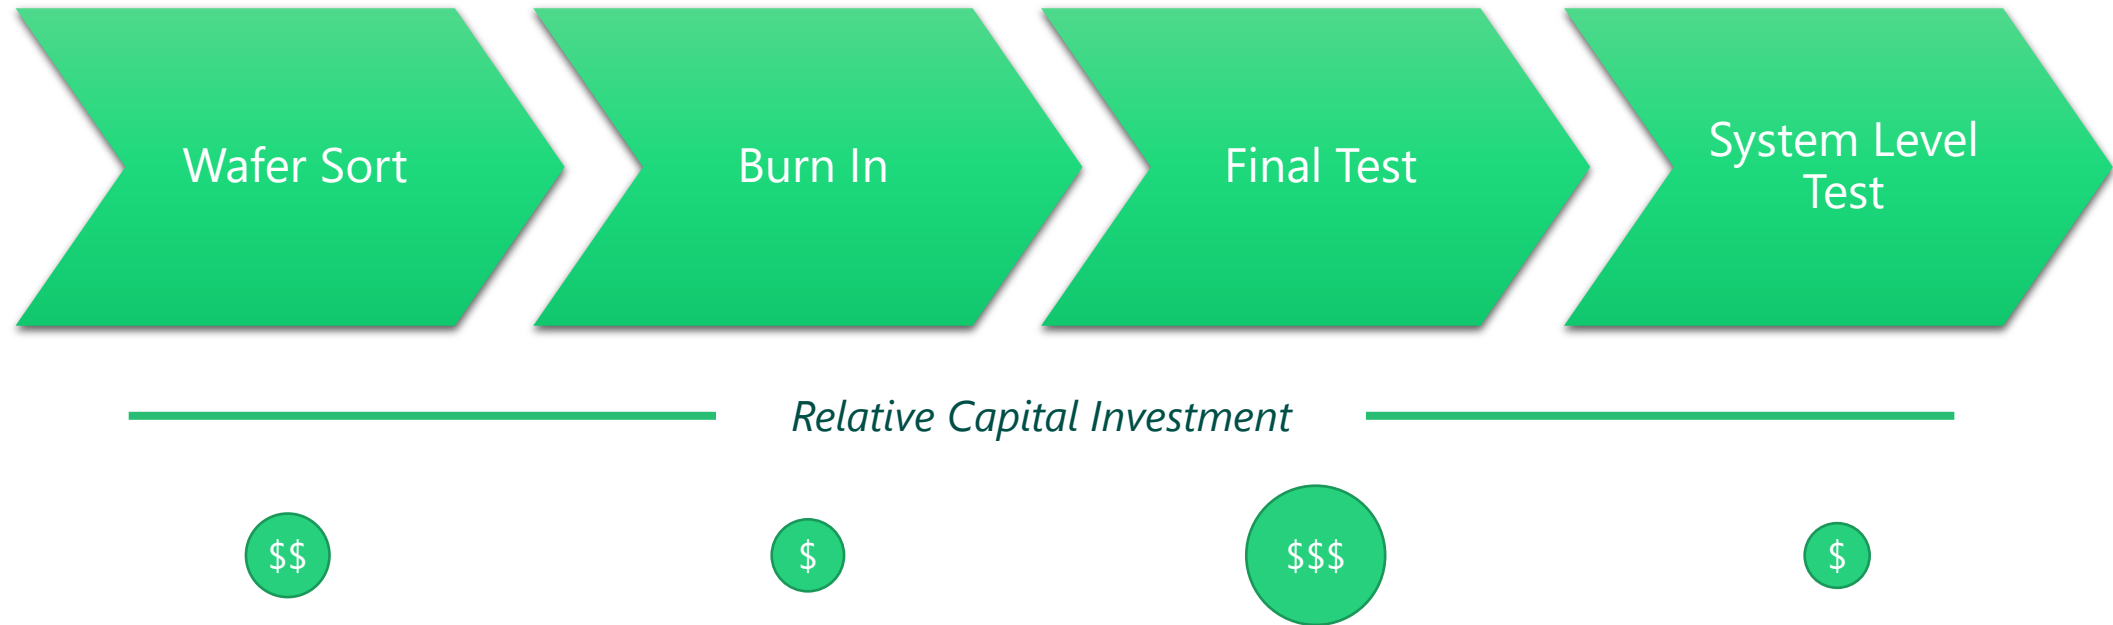 Wafer Sort
Burn In
Final Test
System Level
Test
Relative Capital Investment
$$
$
$$$
$